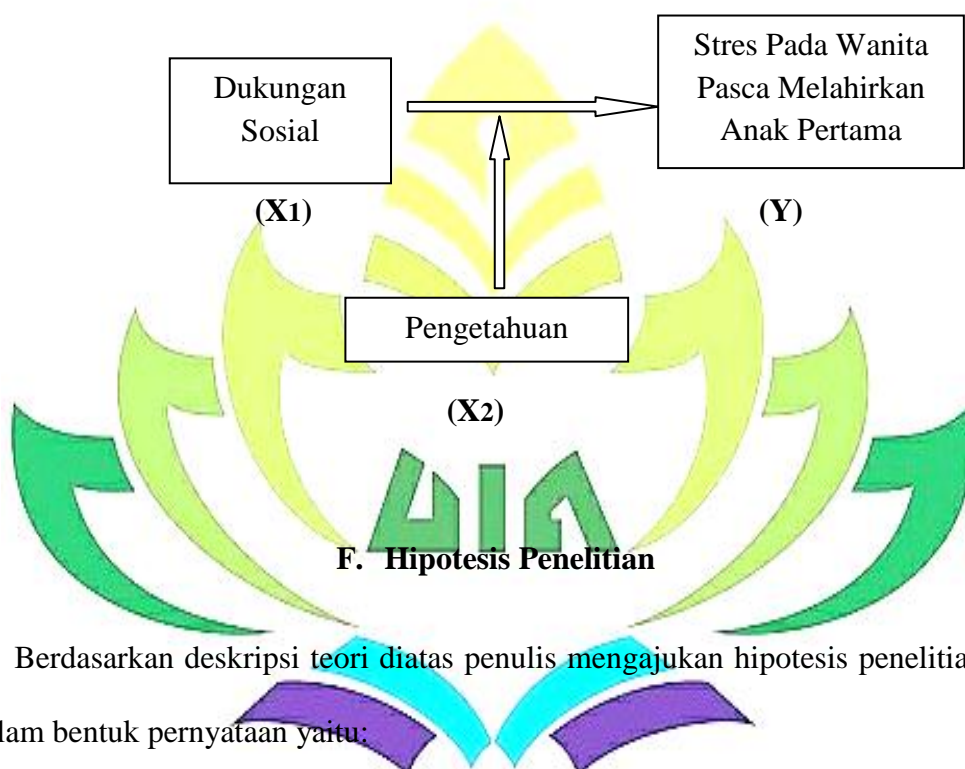 Dukungan
Sosial
Stres Pada Wanita
Pasca Melahirkan
Anak Pertama
(X1)
(Y)
Pengetahuan
(X2)
UIN
F. Hipotesis Penelitian
Berdasarkan deskripsi teori diatas penulis mengajukan hipotesis penelitia
lam bentuk pernyataan yaitu: